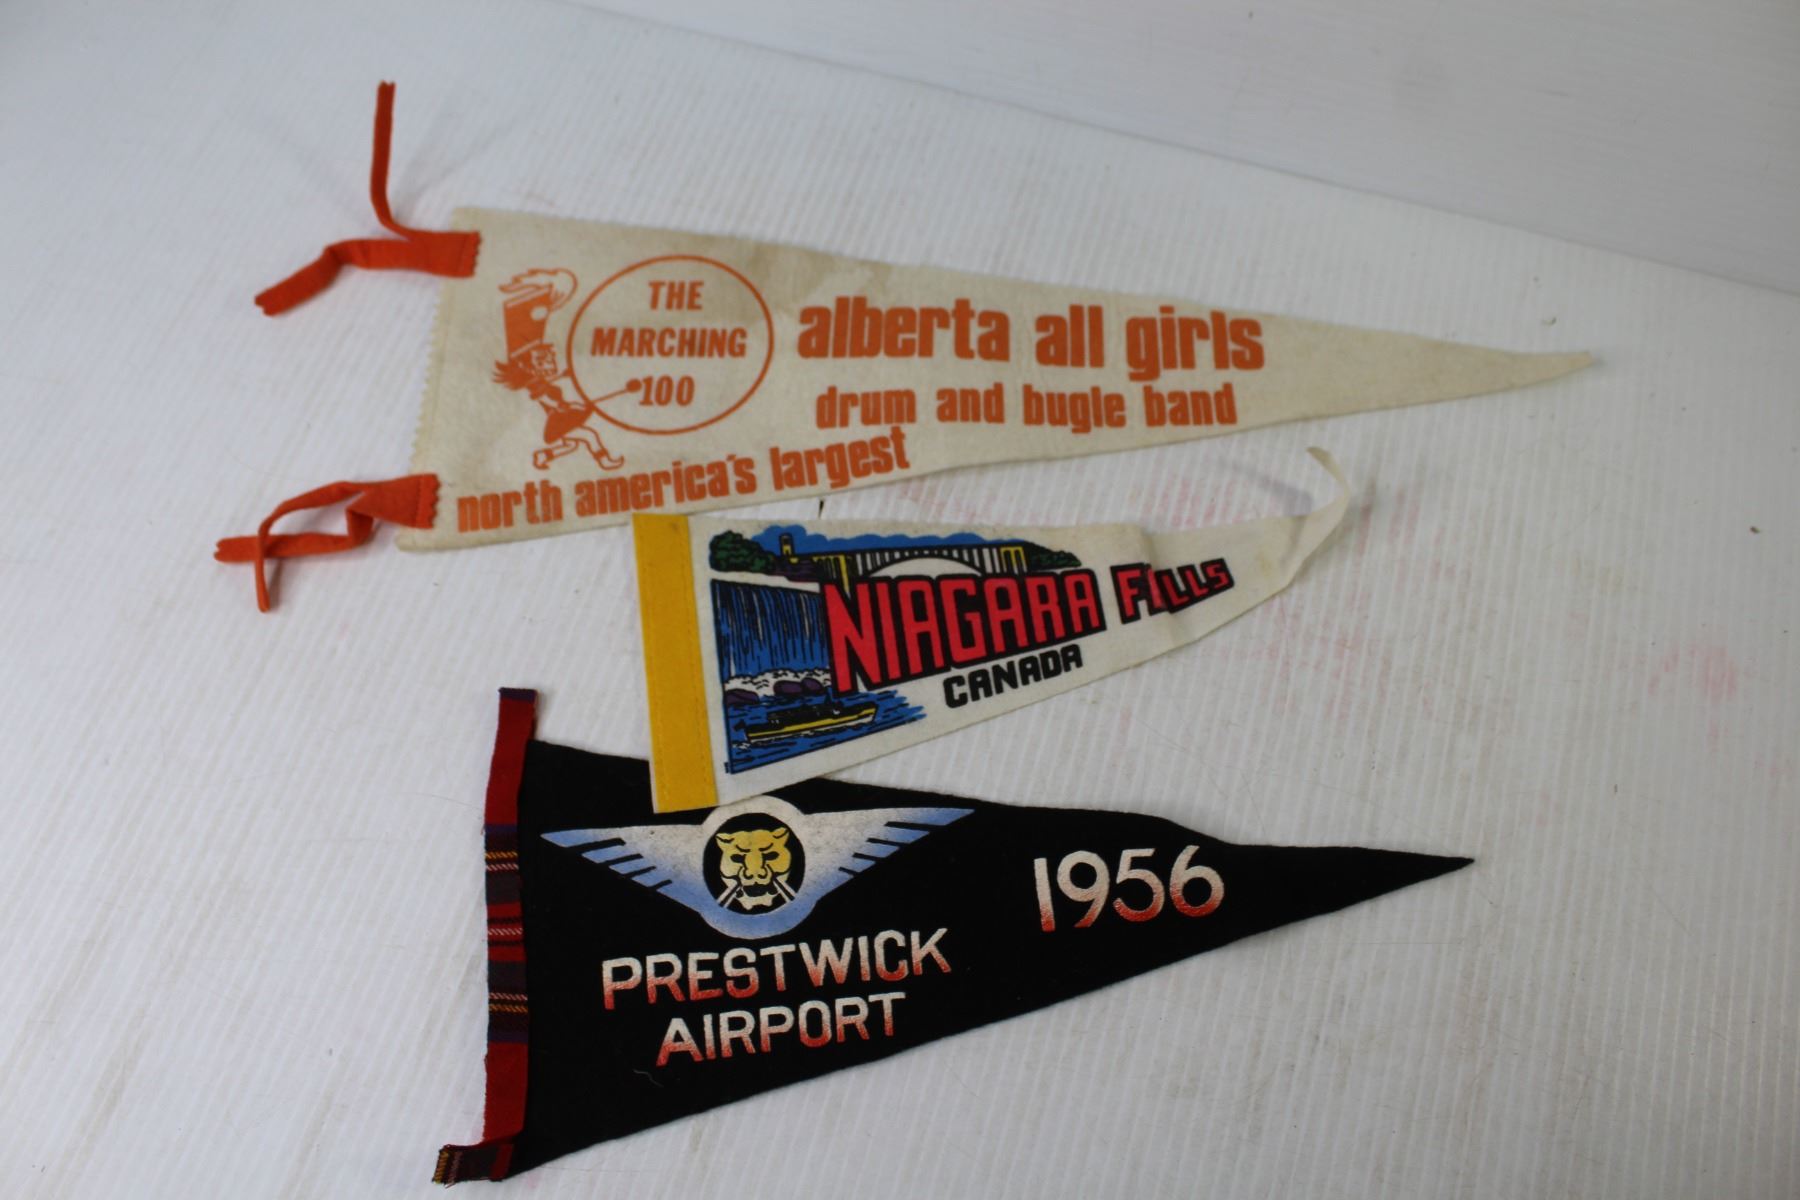 THE
MARCHING
100
alberta all girls
drum and bugle band
north america's largest
NIAGARA FALLS
CANADA
1956
PRESTWICK
AIRPORT